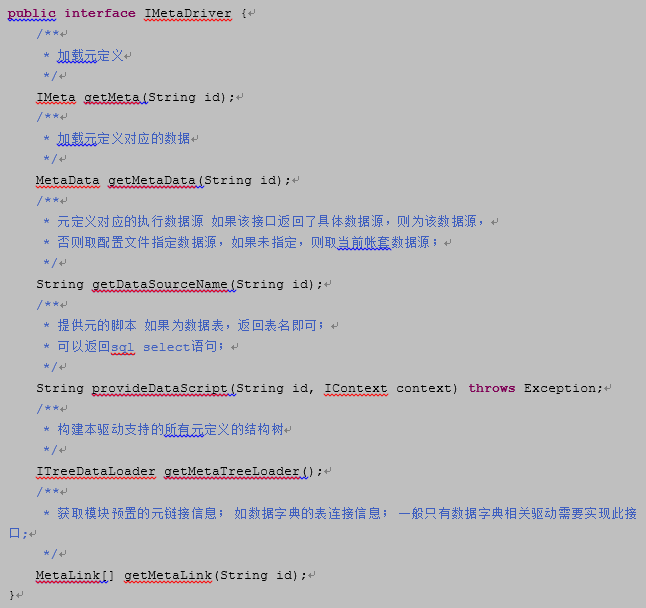 public interface IMetaDriver {
/**
* 加载元定义
*/
IMeta getMeta(String id);
/**
* 加载元定义对应的数据
*/
MetaData getMetaData(String id);
/**
* 元定义对应的执行数据源 如果该接口返回了具体数据源，则为该数据源，
* 否则取配置文件指定数据源，如果未指定，则取当前帐套数据源；
*/
String getDataSourceName(String id);
/**
* 提供元的脚本 如果为数据表，返回表名即可；
* 可以返回sql select语句；
*/
String provideDataScript(String id, IContext context) throws Exception;
/**
* 构建本驱动支持的所有元定义的结构树
*/
ITreeDataLoader getMetaTreeLoader();
/**
* 获取模块预置的元链接信息； 如数据字典的表连接信息； 一般只有数据字典相关驱动需要实现此接
口;
*/
MetaLink[] getMetaLink(String id);
}